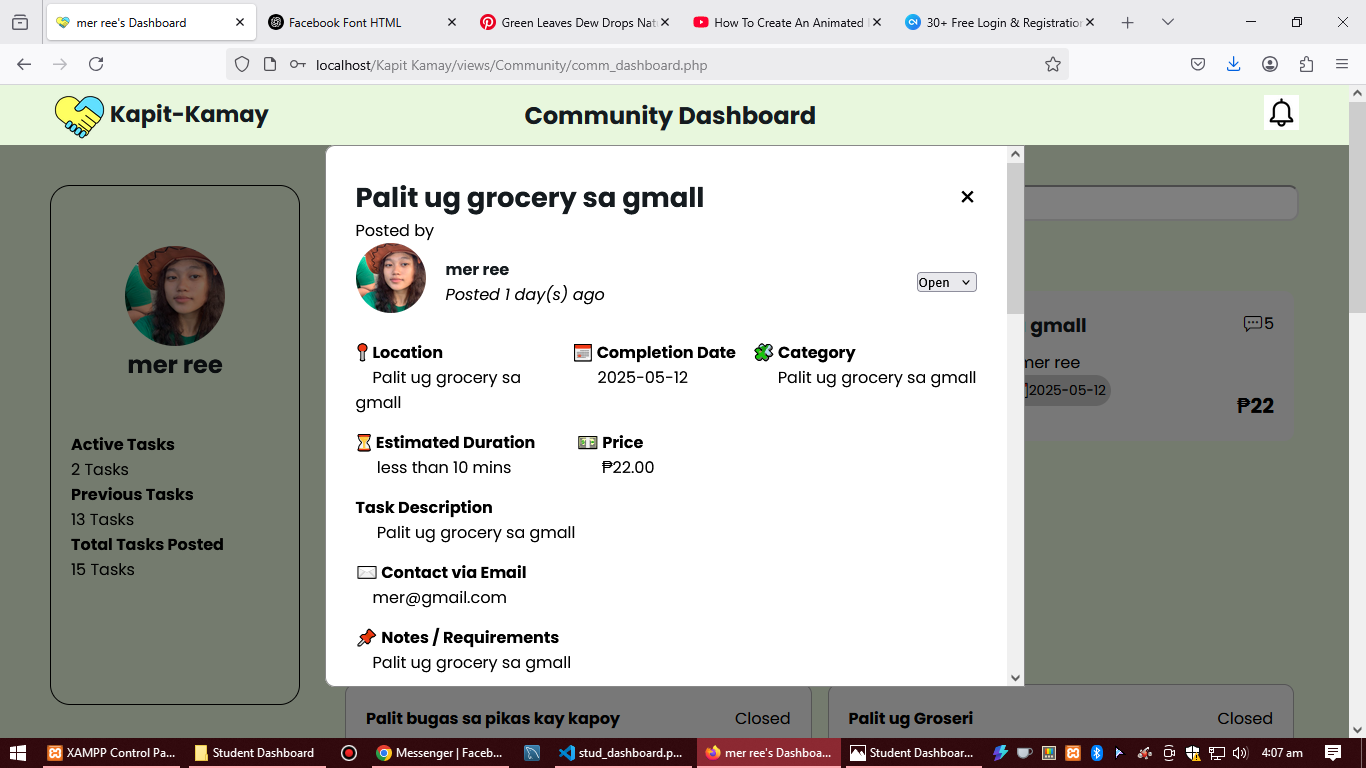 mer ree's Dashboard
Facebook Font HTML
Green Leaves Dew Drops Nat
How To Create An Animated
30+ Free Login & Registration
localhost/Kapit Kamay/views/Community/comm_dashboard.php
Kapit-Kamay
Community Dashboard
mer ree
Active Tasks
2 Tasks
Previous Tasks
13 Tasks
Total Tasks Posted
15 Tasks
Palit ug grocery sa gmall
Posted by
mer ree
Posted 1 day(s) ago
Open
Location
Completion Date
Category
Palit ug grocery sa
gmall
2025-05-12
Palit ug grocery sa gmall
Estimated Duration
Price
less than 10 mins
₱22.00
Task Description
Palit ug grocery sa gmall
Contact via Email
mer@gmail.com
Notes / Requirements
Palit ug grocery sa gmall
gmall
5
mer ree
2025-05-12
₱22
Palit bugas sa pikas kay kapoy
Closed
Palit ug Groseri
Closed
XAMPP Control Pa...
Student Dashboard
Messenger | Faceb...
stud_dashboard.p...
mer ree's Dashboa...
Student Dashboar...
4:07 am